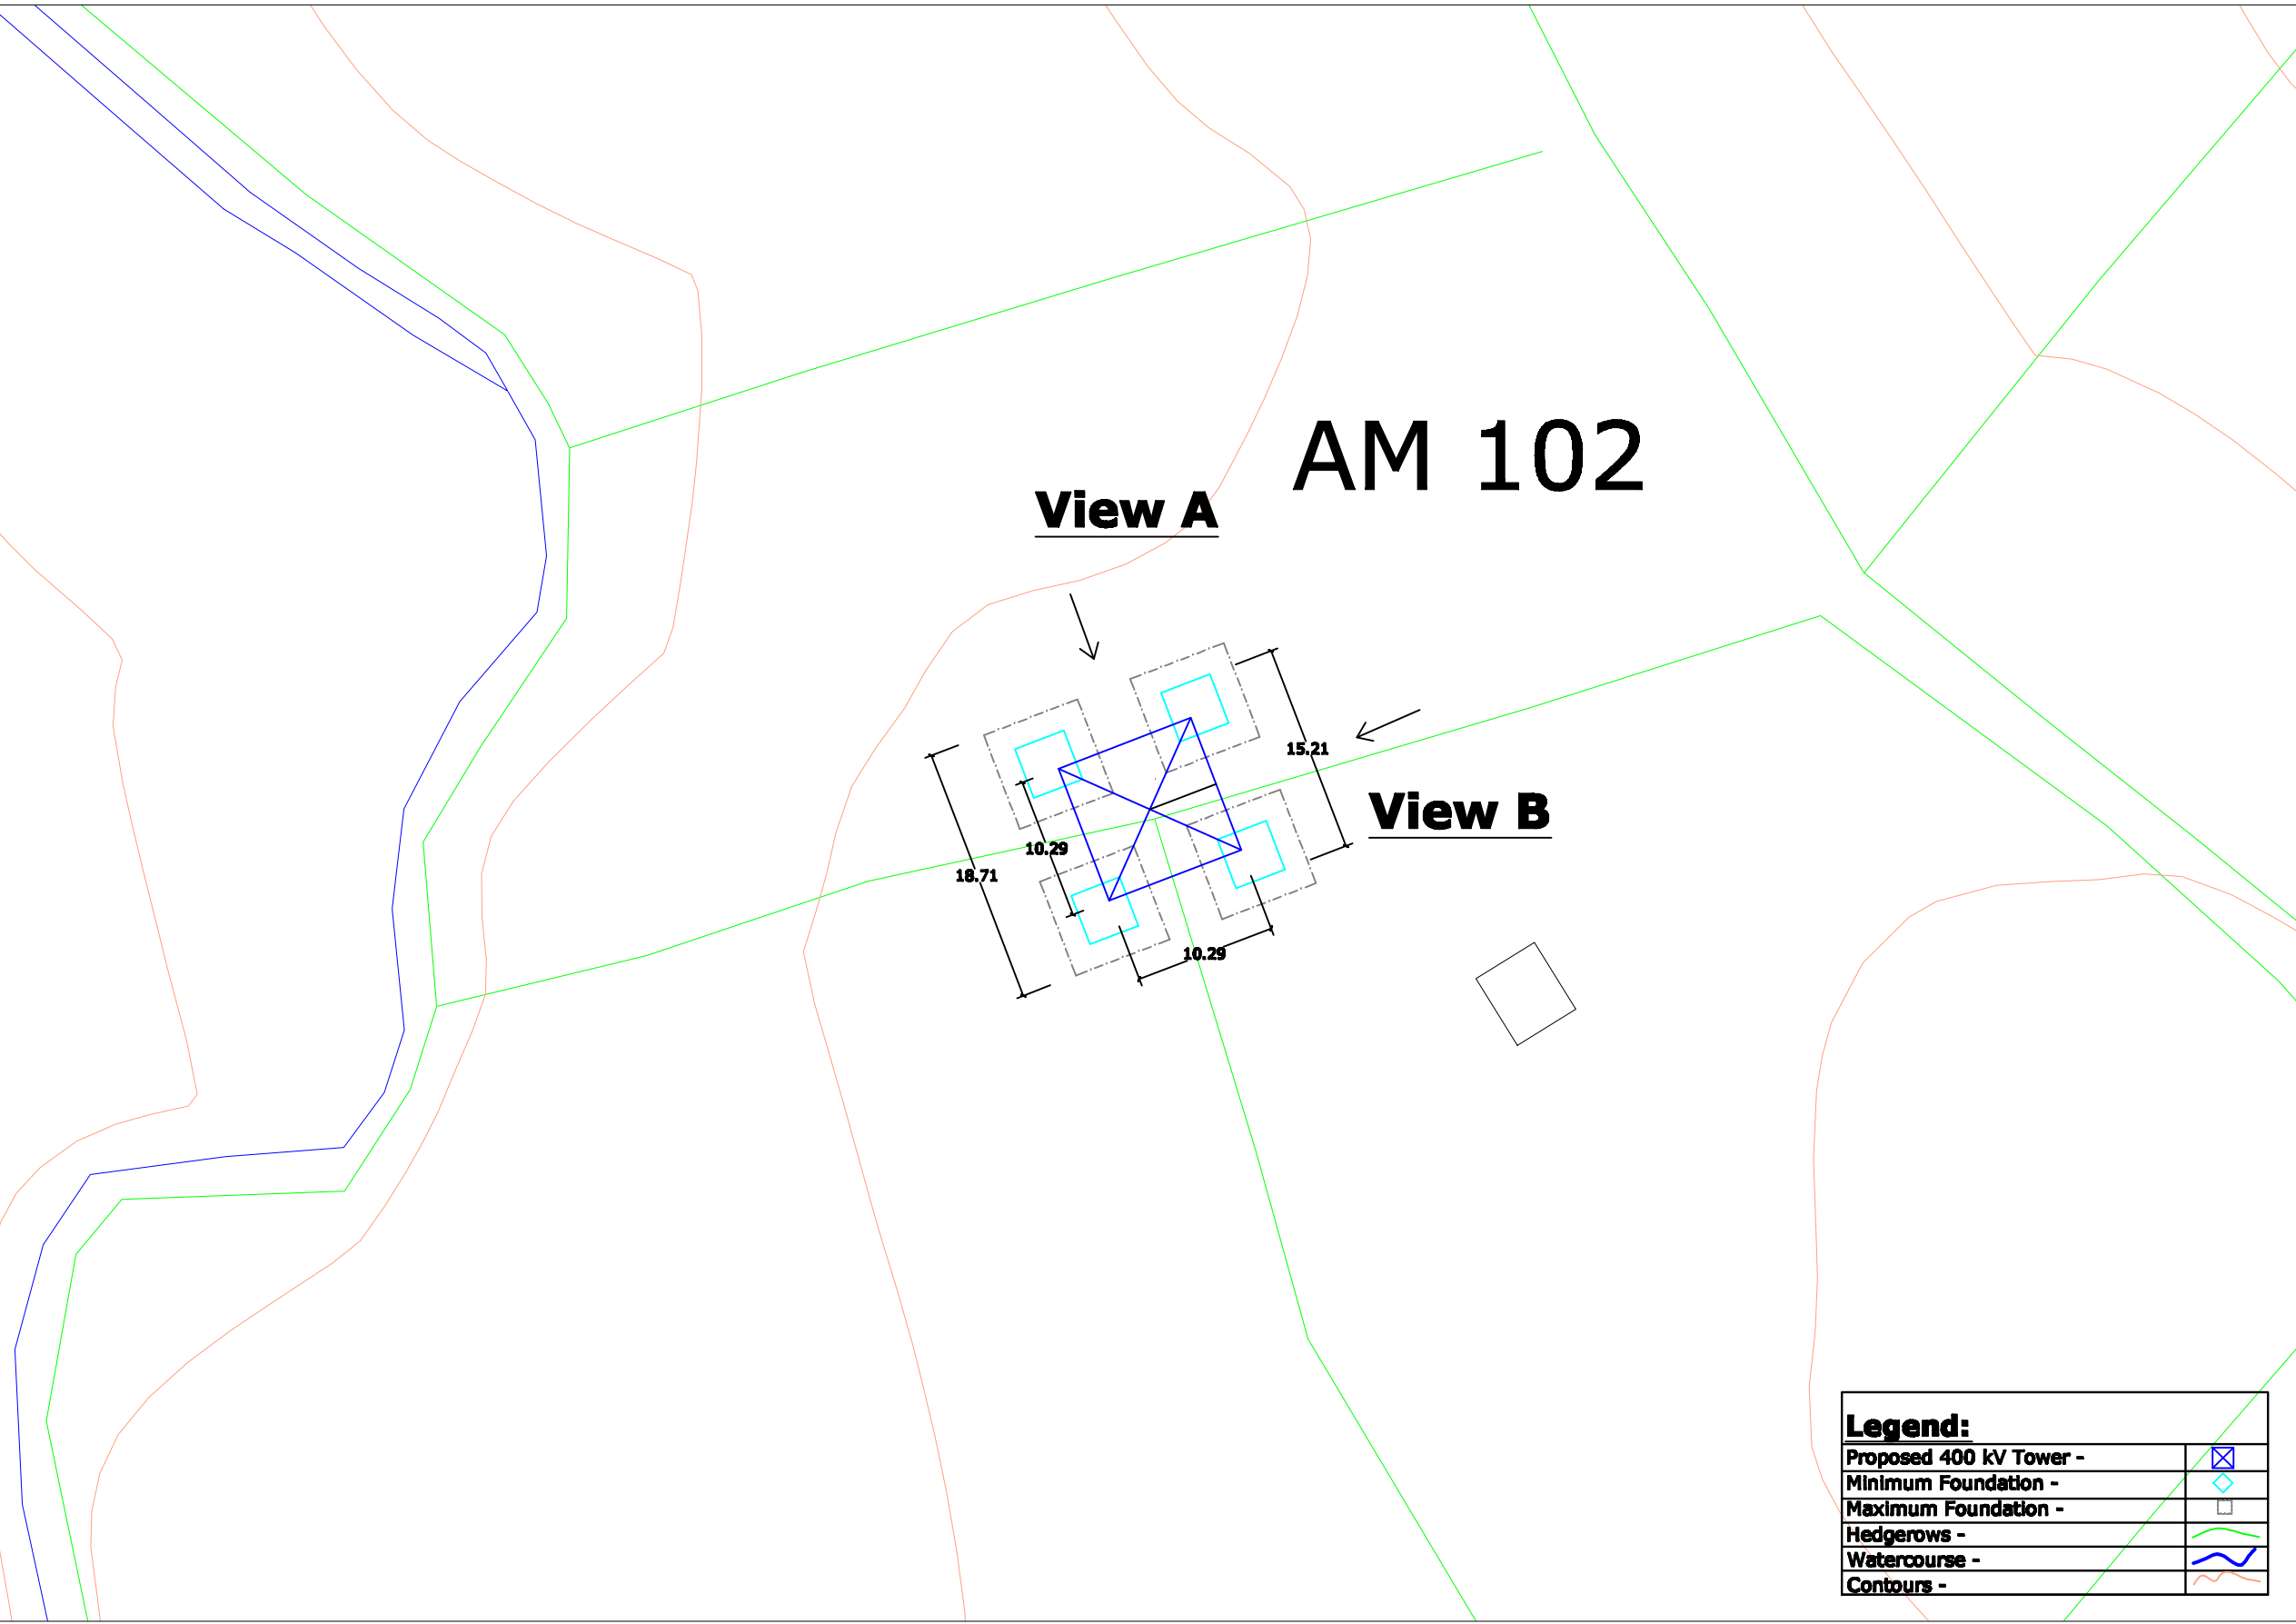 AM 102
View A
15.21
View B
10.29
18.71
10.29
Legend:
Proposed 400 kV Tower -
Minimum Foundation -
Maximum Foundation -
Hedgerows -
Watercourse -
Contours -